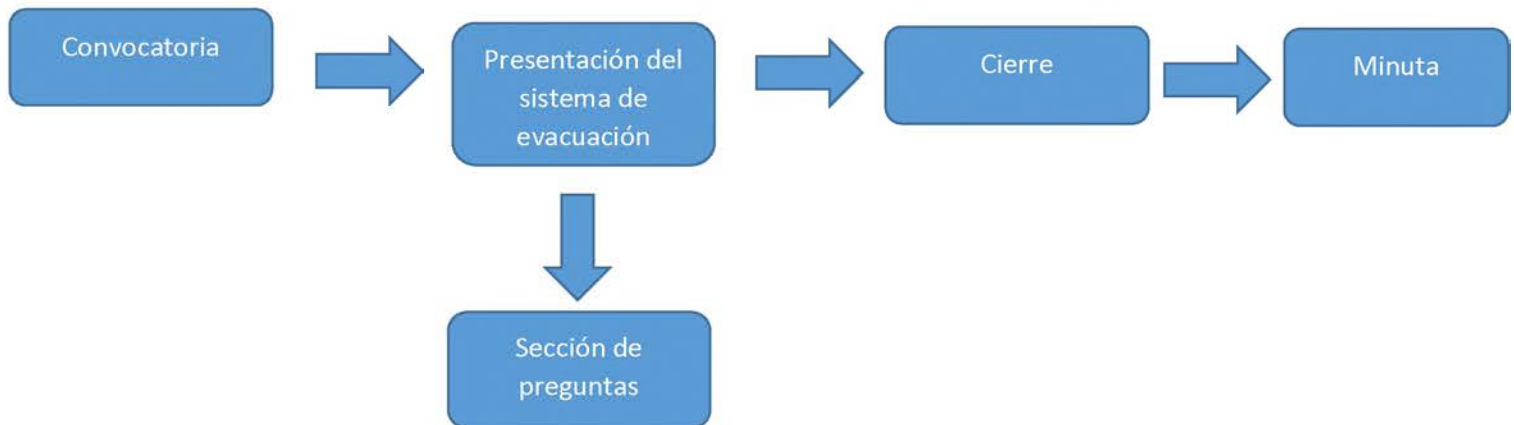 Convocatoria
Presentación del
sistema de
evacuación
Cierre
Minuta
Sección de
preguntas